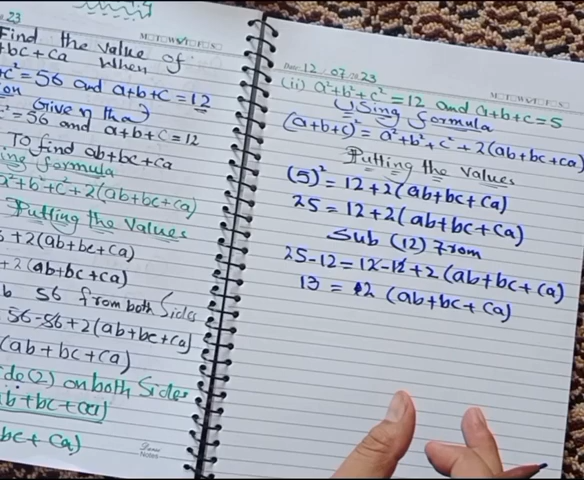 23
Find the value of
bc+ca when
c²=56 and a+b+c=12
Given that
c²=56 and a+b+c=12
To find ab+bc+ca
ing formula
a²+b²+c²+2(ab+bc+ca)
Putting the values
+2(ab+bc+ca)
+2(ab+bc+ca)
b 56 from both Sides
56-56+2(ab+bc+ca)
(ab+bc+ca)
ide(2) on both Sides
ab+bc+ca)
bc+ca)
Notes
Date 12/07/23
(ii) a²+b²+c²=12 and a+b+c=5
Using formula
(a+b+c)²=a²+b²+c²+2(ab+bc+ca)
Putting the values
(5)²=12+2(ab+bc+ca)
25=12+2(ab+bc+ca)
Sub (12) from
25-12=12-12+2(ab+bc+ca)
13=2(ab+bc+ca)